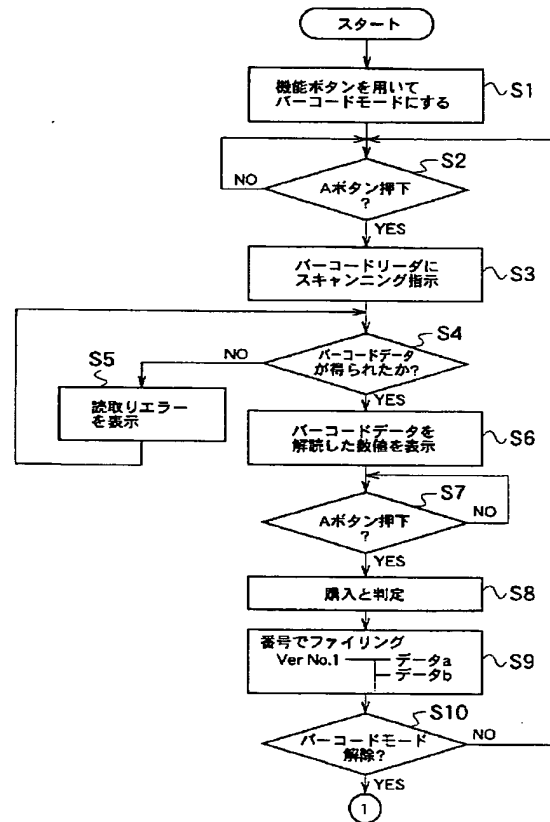 スタート
機能ボタンを用いて
バーコードモードにする
S1
S2
Aボタン押下
?
NO
YES
バーコードリーダに
スキャンニング指示
S3
S4
バーコードデータ
が得られたか?
NO
YES
S5
読取りエラー
を表示
バーコードデータを
解読した数値を表示
S6
S7
Aボタン押下
?
NO
YES
購入と判定
S8
番号でファイリング
Ver No.1 データa
データb
S9
S10
バーコードモード
解除?
NO
YES
1